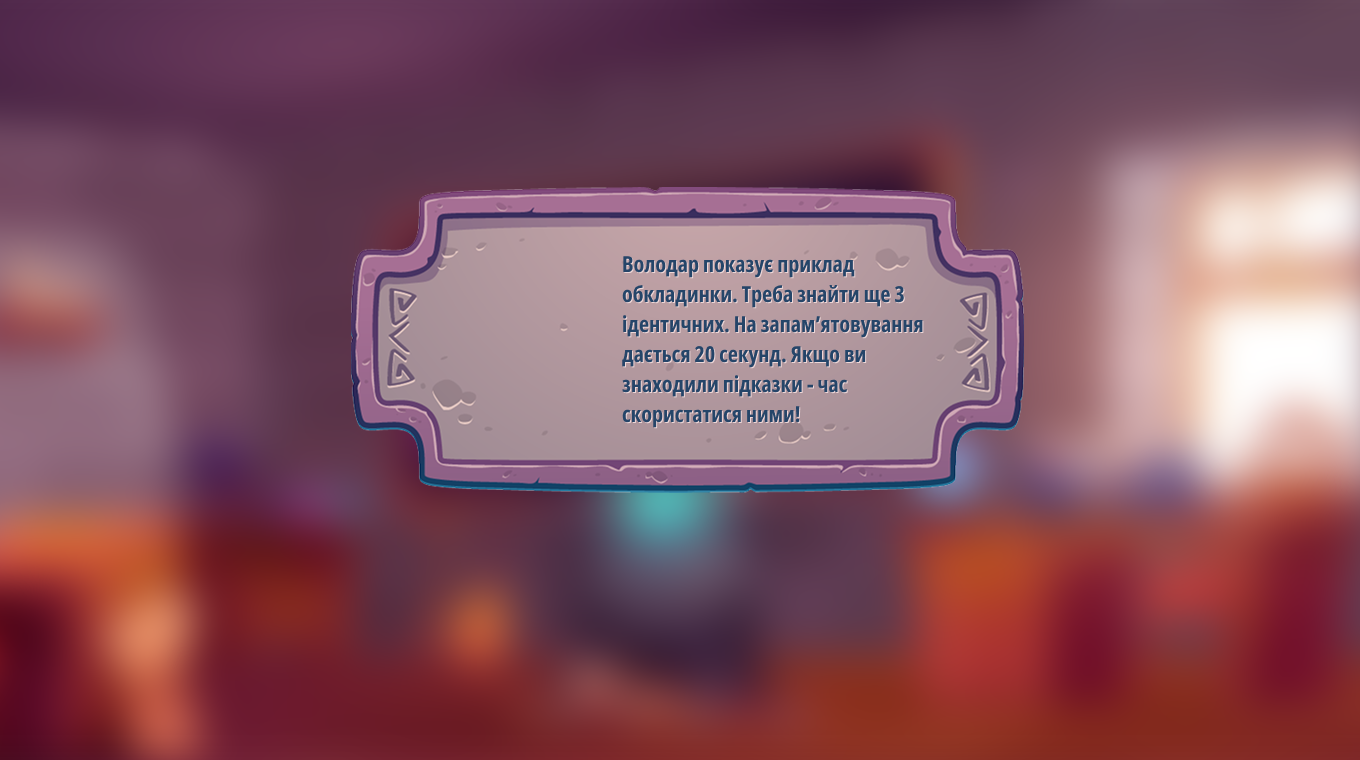 Володар показує приклад
обкладинки. Треба знайти ще 3
ідентичних. На запам’ятовування
дається 20 секунд. Якщо ви
знаходили підказки - час
скористатися ними!